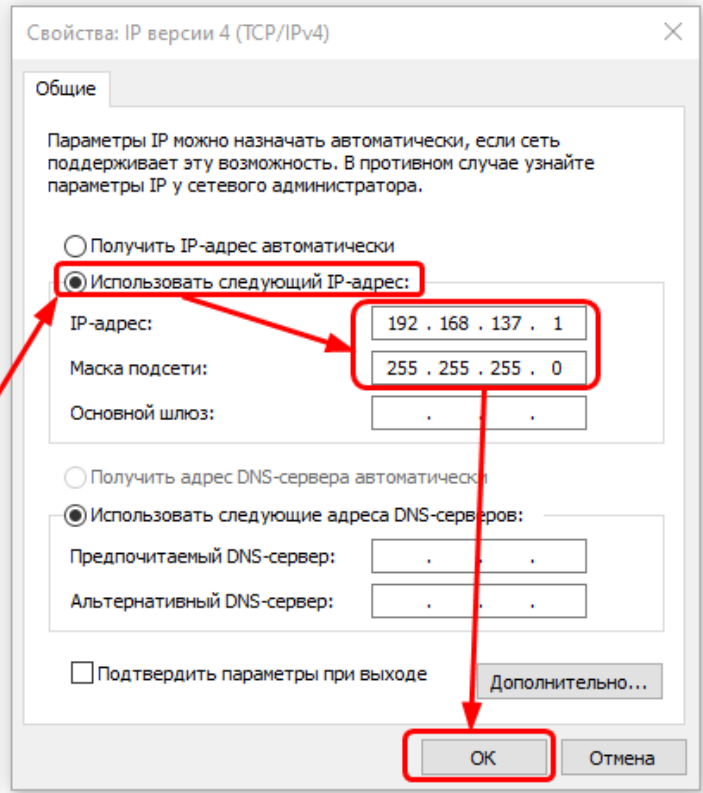 Свойства: IP версии 4 (TCP/IPv4)
Общие
Параметры IP можно назначать автоматически, если сеть
поддерживает эту возможность. В противном случае узнайте
параметры IP у сетевого администратора.
Получить IP-адрес автоматически
Использовать следующий IP-адрес:
IP-адрес: 192 . 168 . 137 . 1
Маска подсети: 255 . 255 . 255 . 0
Основной шлюз: . . .
Получить адрес DNS-сервера автоматически
Использовать следующие адреса DNS-серверов:
Предпочитаемый DNS-сервер: . . .
Альтернативный DNS-сервер: . . .
Подтвердить параметры при выходе
Дополнительно...
ОК Отмена